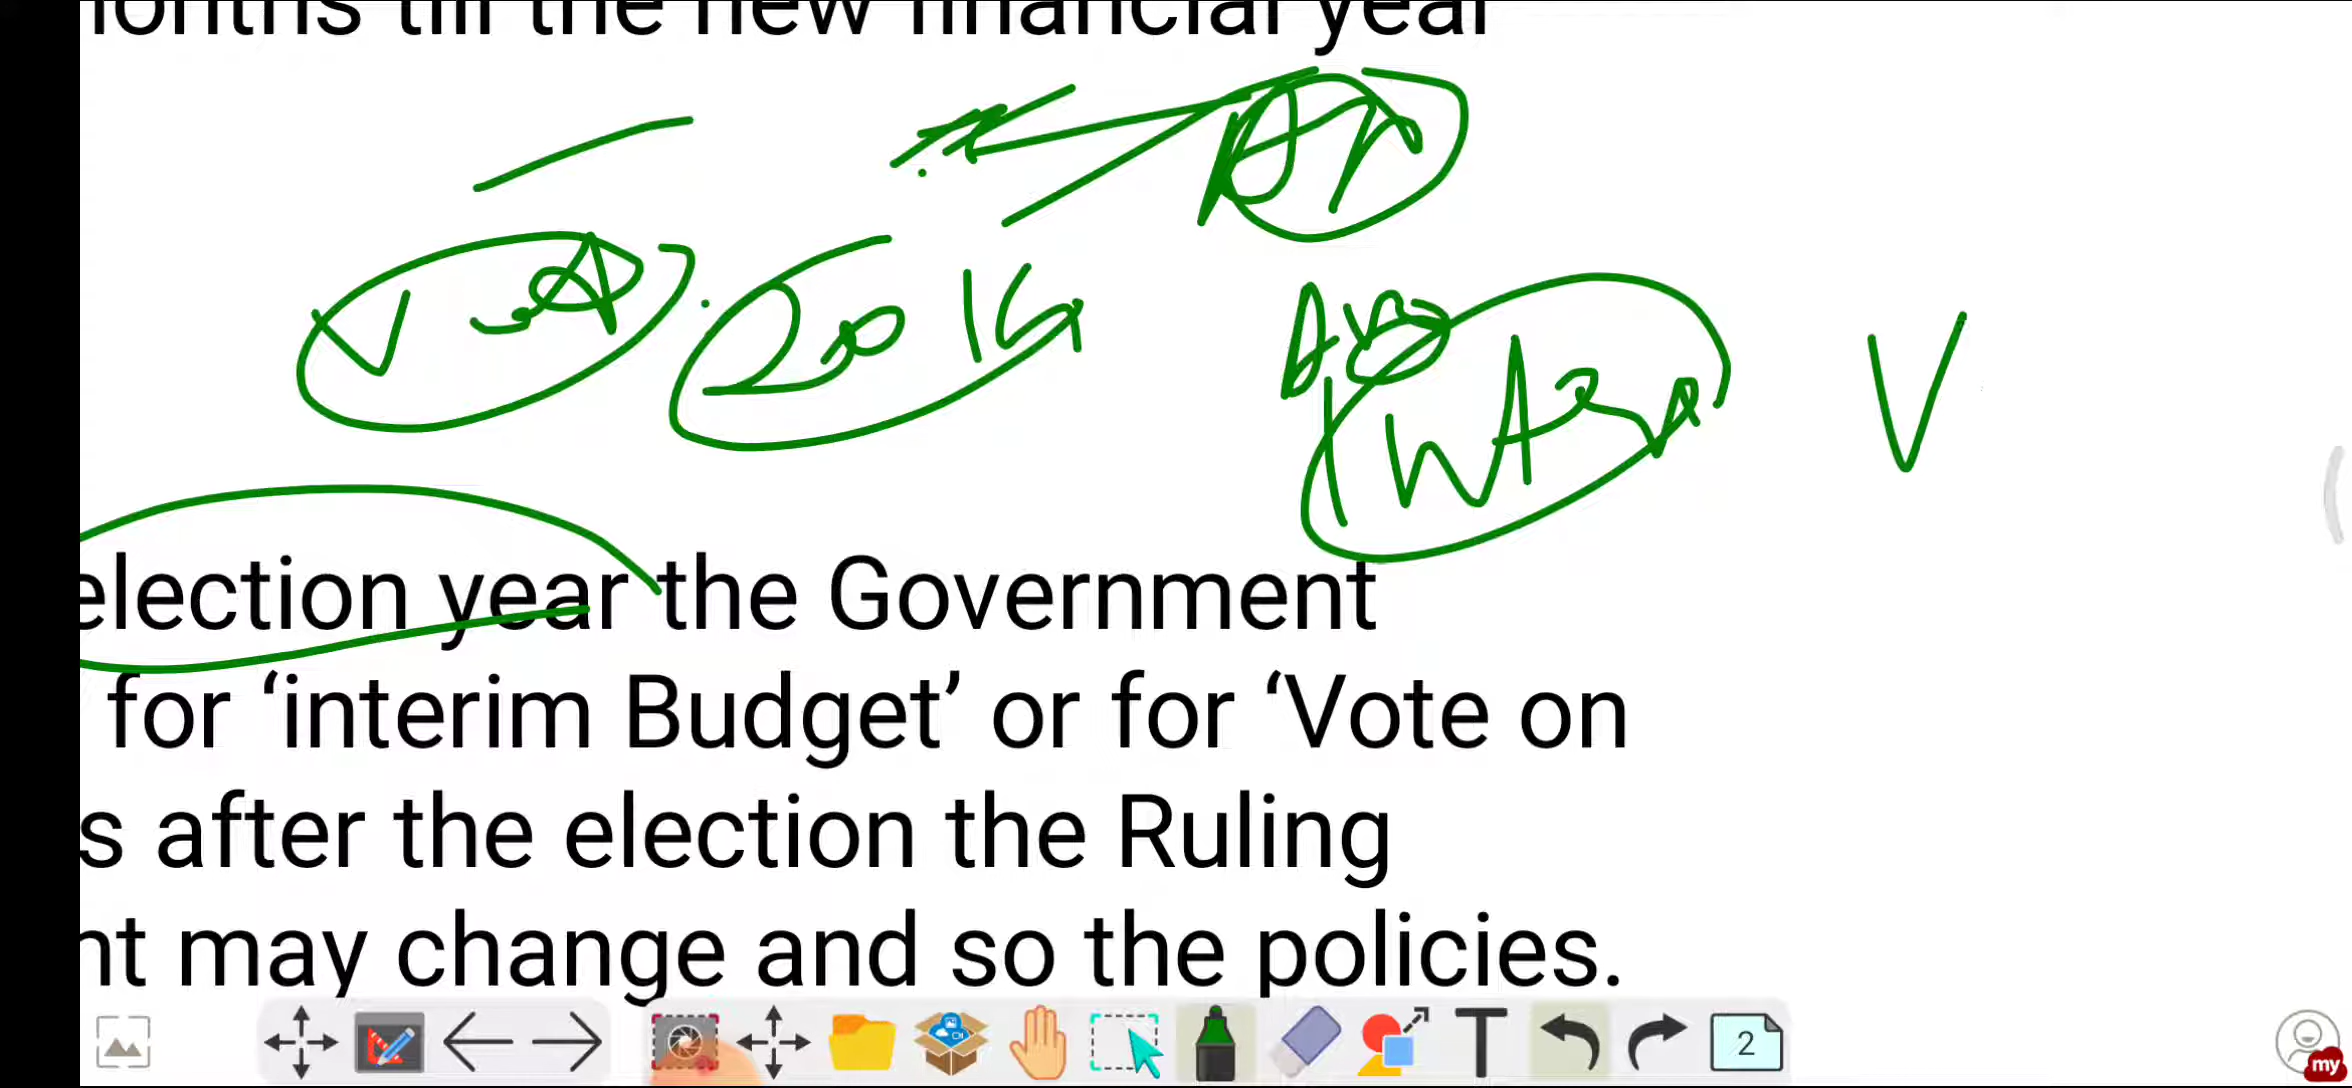 onths till the new financial year
V
election year the Government
for ‘interim Budget’ or for ‘Vote on
s after the election the Ruling
nt may change and so the policies.
2
my